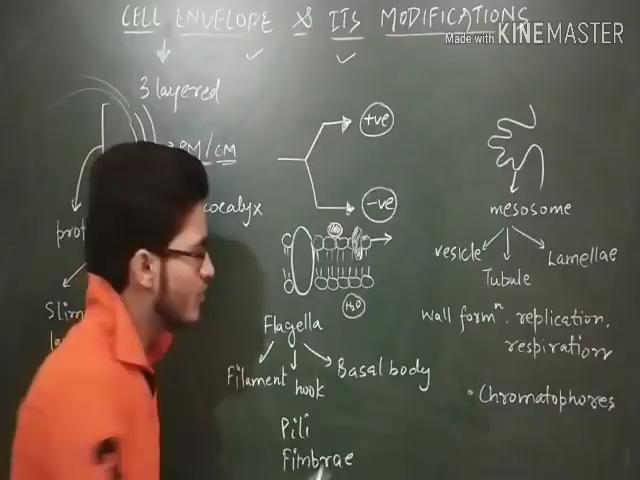 CELL ENVELOPE & ITS MODIFICATIONS
Made with KINEMASTER
3 layered
PM/CM
+ve
-ve
mesosome
vesicle
Tubule
Lamellae
H₂O
Flagella
wall formⁿ. replication.
respiration
Filament
hook
Basal body
• Chromatophores
Pili
Fimbrae